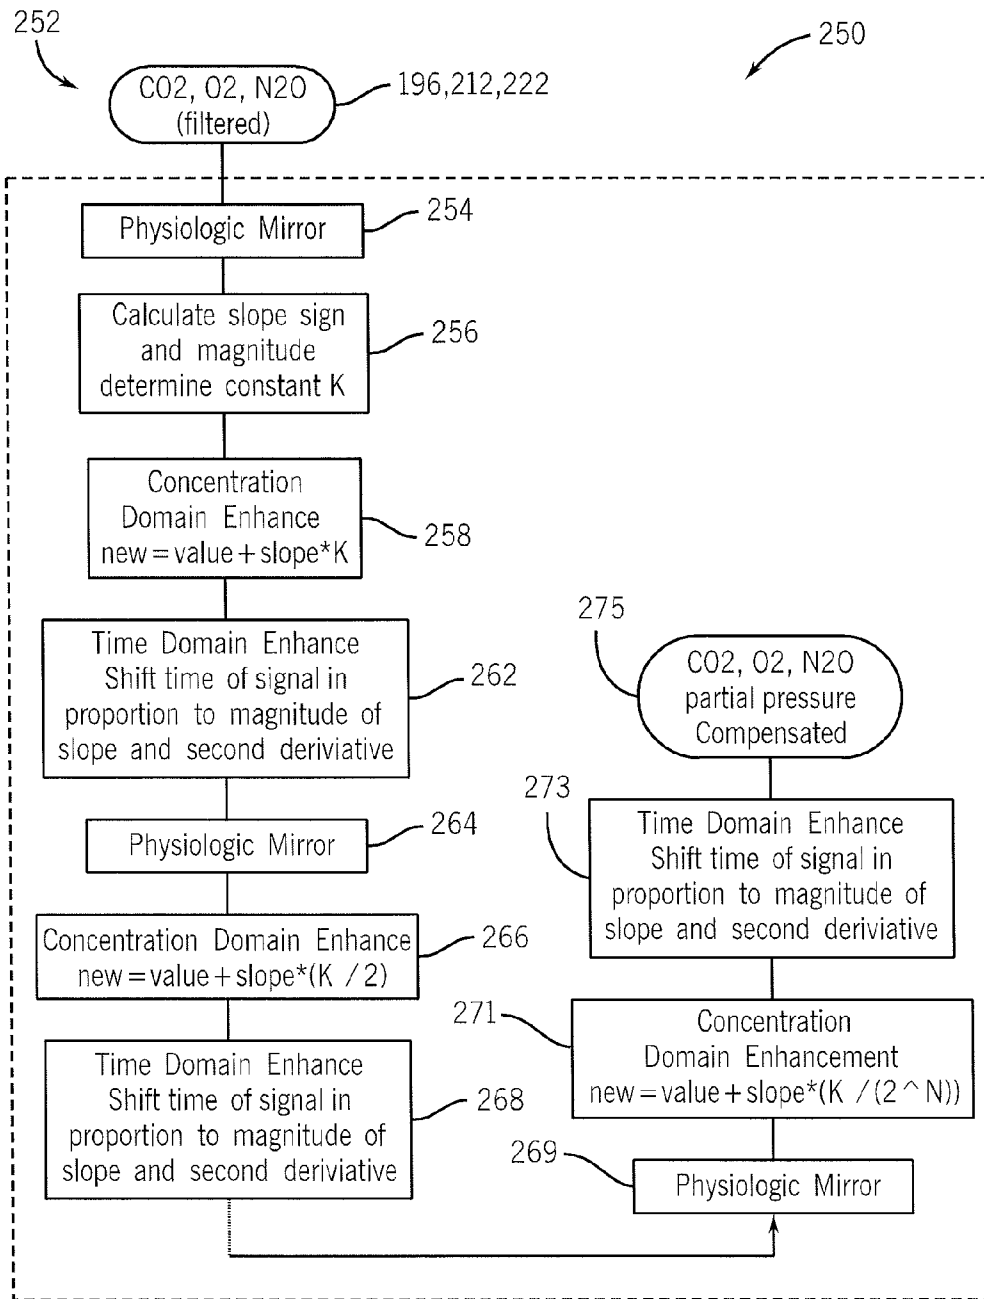 252
250
CO2, O2, N2O
(filtered)
196,212,222
Physiologic Mirror
254
Calculate slope sign
and magnitude
determine constant K
256
Concentration
Domain Enhance
new=value+slope*K
258
Time Domain Enhance
Shift time of signal in
proportion to magnitude of
slope and second deriviative
262
Physiologic Mirror
264
Concentration Domain Enhance
new=value+slope*(K /2)
266
Time Domain Enhance
Shift time of signal in
proportion to magnitude of
slope and second deriviative
268
269
Physiologic Mirror
271
Concentration
Domain Enhancement
new=value+slope*(K /(2^N))
273
Time Domain Enhance
Shift time of signal in
proportion to magnitude of
slope and second deriviative
275
CO2, O2, N2O
partial pressure
Compensated